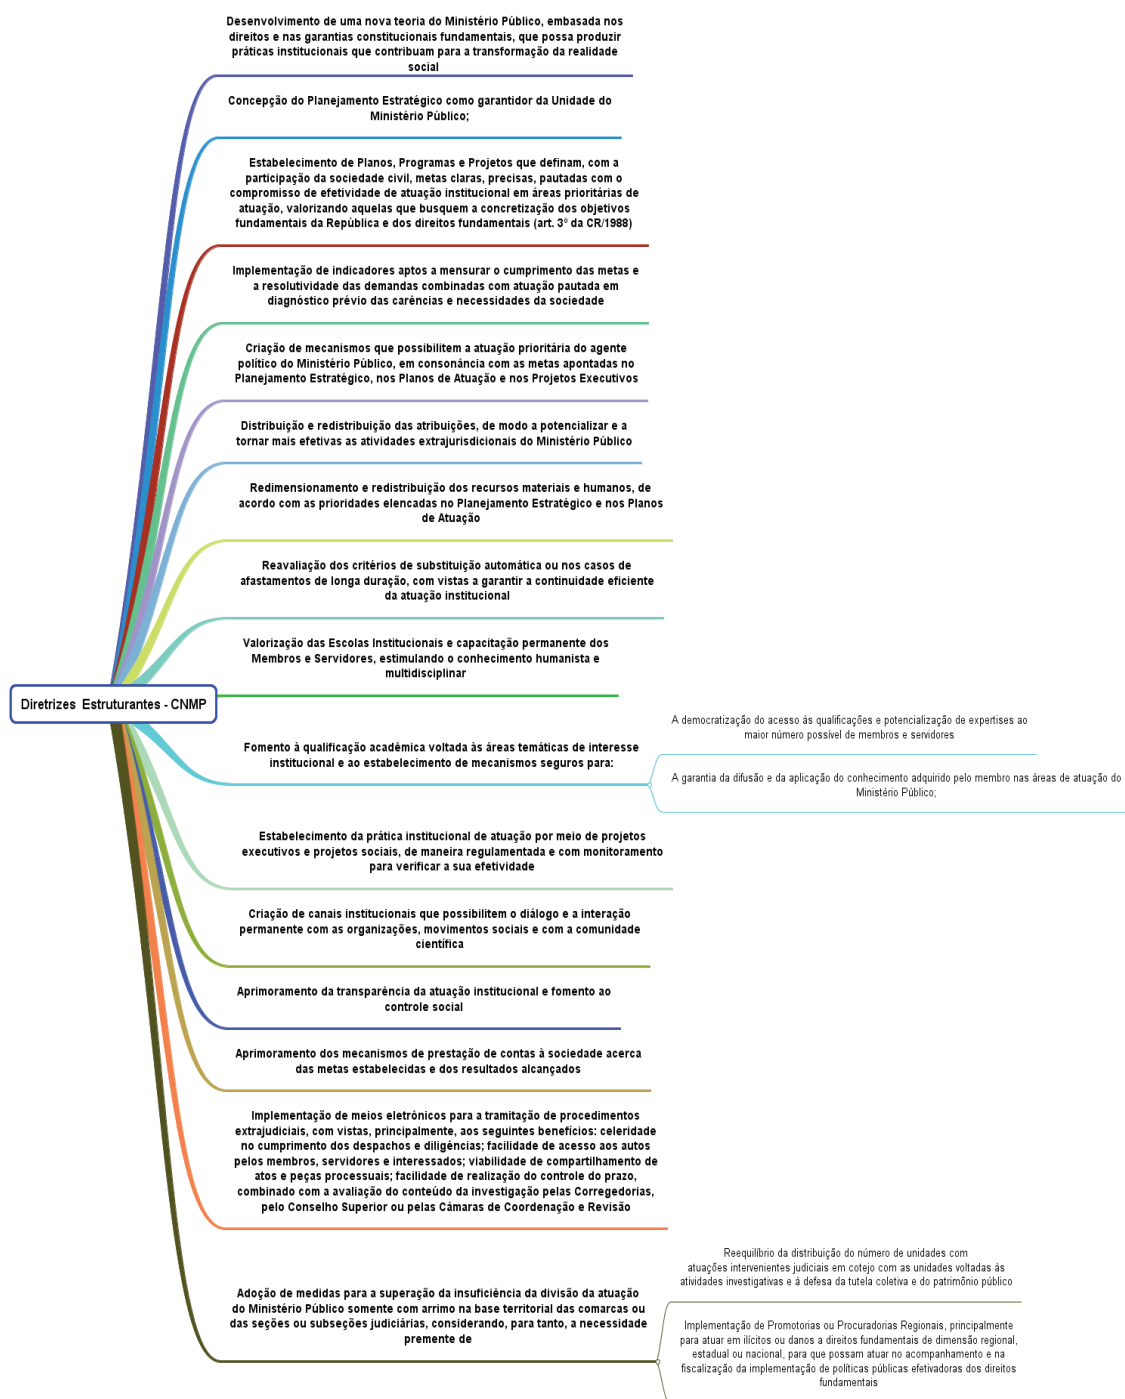 Desenvolvimento de uma nova teoria do Ministério Público, embasada nos
direitos e nas garantias constitucionais fundamentais, que possa produzir
práticas institucionais que contribuam para a transformação da realidade
social
Concepção do Planejamento Estratégico como garantidor da Unidade do
Ministério Público;
Estabelecimento de Planos, Programas e Projetos que definam, com a
participação da sociedade civil, metas claras, precisas, pautadas com o
compromisso de efetividade de atuação institucional em áreas prioritárias de
atuação, valorizando aquelas que busquem a concretização dos objetivos
fundamentais da República e dos direitos fundamentais (art. 3º da CR/1988)
Implementação de indicadores aptos a mensurar o cumprimento das metas e
a resolutividade das demandas combinadas com atuação pautada em
diagnóstico prévio das carências e necessidades da sociedade
Criação de mecanismos que possibilitem a atuação prioritária do agente
político do Ministério Público, em consonância com as metas apontadas no
Planejamento Estratégico, nos Planos de Atuação e nos Projetos Executivos
Distribuição e redistribuição das atribuições, de modo a potencializar e a
tornar mais efetivas as atividades extrajurisdicionais do Ministério Público
Redimensionamento e redistribuição dos recursos materiais e humanos, de
acordo com as prioridades elencadas no Planejamento Estratégico e nos Planos
de Atuação
Reavaliação dos critérios de substituição automática ou nos casos de
afastamentos de longa duração, com vistas a garantir a continuidade eficiente
da atuação institucional
Valorização das Escolas Institucionais e capacitação permanente dos
Membros e Servidores, estimulando o conhecimento humanista e
multidisciplinar
Diretrizes Estruturantes - CNMP
Fomento à qualificação acadêmica voltada às áreas temáticas de interesse
institucional e ao estabelecimento de mecanismos seguros para:
A democratização do acesso às qualificações e potencialização de expertises ao
maior número possível de membros e servidores
A garantia da difusão e da aplicação do conhecimento adquirido pelo membro nas áreas de atuação do
Ministério Público;
Estabelecimento da prática institucional de atuação por meio de projetos
executivos e projetos sociais, de maneira regulamentada e com monitoramento
para verificar a sua efetividade
Criação de canais institucionais que possibilitem o diálogo e a interação
permanente com as organizações, movimentos sociais e com a comunidade
científica
Aprimoramento da transparência da atuação institucional e fomento ao
controle social
Aprimoramento dos mecanismos de prestação de contas à sociedade acerca
das metas estabelecidas e dos resultados alcançados
Implementação de meios eletrônicos para a tramitação de procedimentos
extrajudiciais, com vistas, principalmente, aos seguintes benefícios: celeridade
no cumprimento dos despachos e diligências; facilidade de acesso aos autos
pelos membros, servidores e interessados; viabilidade de compartilhamento de
atos e peças processuais; facilidade de realização do controle do prazo,
combinado com a avaliação do conteúdo da investigação pelas Corregedorias,
pelo Conselho Superior ou pelas Câmaras de Coordenação e Revisão
Adoção de medidas para a superação da insuficiência da divisão da atuação
do Ministério Público somente com arrimo na base territorial das comarcas ou
das seções ou subseções judiciárias, considerando, para tanto, a necessidade
premente de
Reequilíbrio da distribuição do número de unidades com
atuações intervenientes judiciais em cotejo com as unidades voltadas às
atividades investigativas e à defesa da tutela coletiva e do patrimônio público
Implementação de Promotorias ou Procuradorias Regionais, principalmente
para atuar em ilícitos ou danos a direitos fundamentais de dimensão regional,
estadual ou nacional, para que possam atuar no acompanhamento e na
fiscalização da implementação de políticas públicas efetivadoras dos direitos
fundamentais